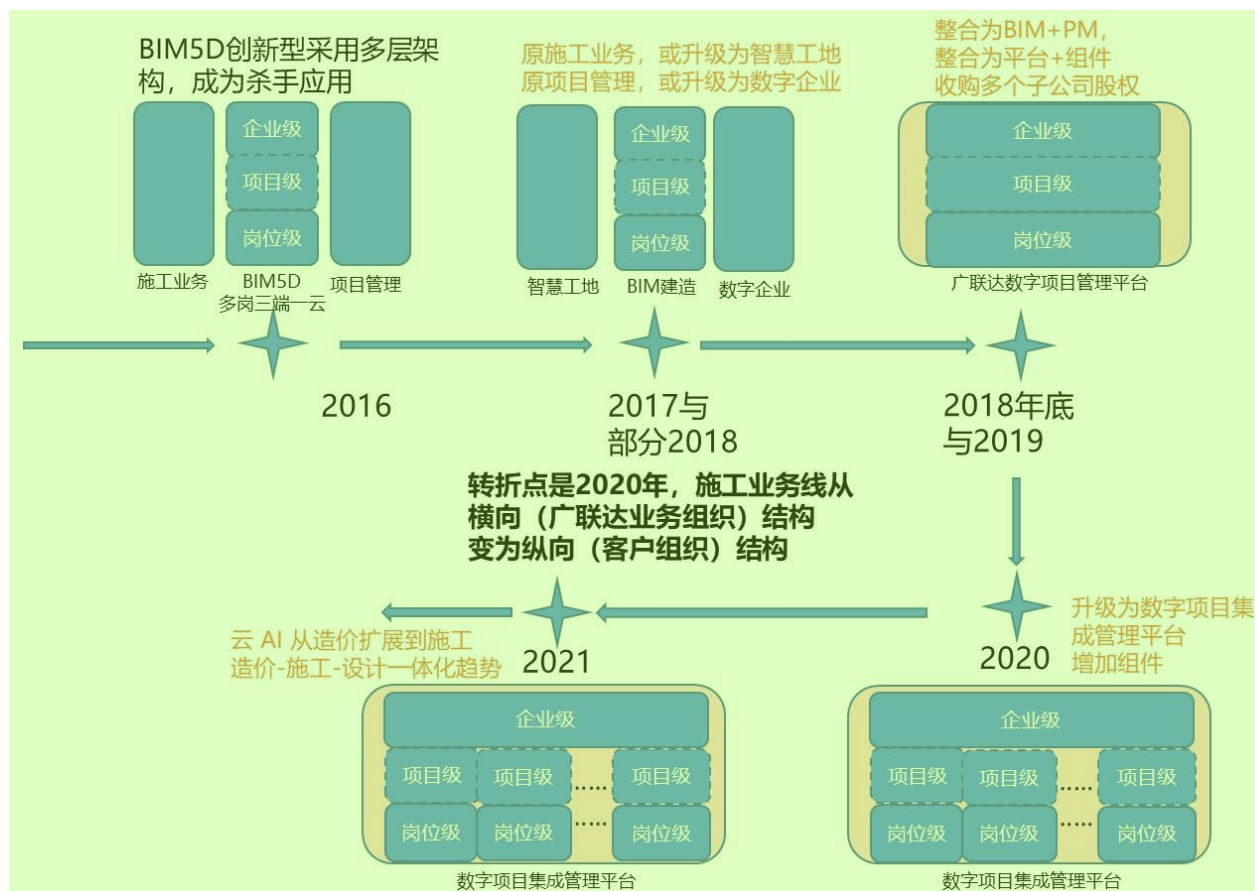 BIM5D创新型采用多层架
构，成为杀手应用
企业级
项目级
岗位级
施工业务
BIM5D
多岗三端一云
项目管理
2016
原施工业务，或升级为智慧工地
原项目管理，或升级为数字企业
企业级
项目级
岗位级
智慧工地
BIM建造
数字企业
2017与
部分2018
整合为BIM+PM，
整合为平台+组件
收购多个子公司股权
企业级
项目级
岗位级
广联达数字项目管理平台
2018年底
与2019
转折点是2020年，施工业务线从
横向（广联达业务组织）结构
变为纵向（客户组织）结构
升级为数字项目集
成管理平台
增加组件
2020
企业级
项目级 项目级 ..... 项目级
岗位级 岗位级 ..... 岗位级
数字项目集成管理平台
云 AI 从造价扩展到施工
造价-施工-设计一体化趋势
2021
企业级
项目级 项目级 ..... 项目级
岗位级 岗位级 ..... 岗位级
数字项目集成管理平台